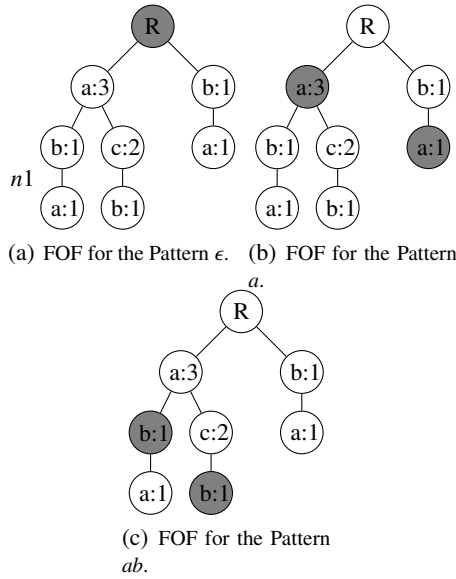 R R
a:3 b:1 a:3 b:1
b:1 c:2 a:1 b:1 c:2 a:1
n1
a:1 b:1 a:1 b:1
(a) FOF for the Pattern ϵ. (b) FOF for the Pattern
a.
R
a:3 b:1
b:1 c:2 a:1
a:1 b:1
(c) FOF for the Pattern
ab.